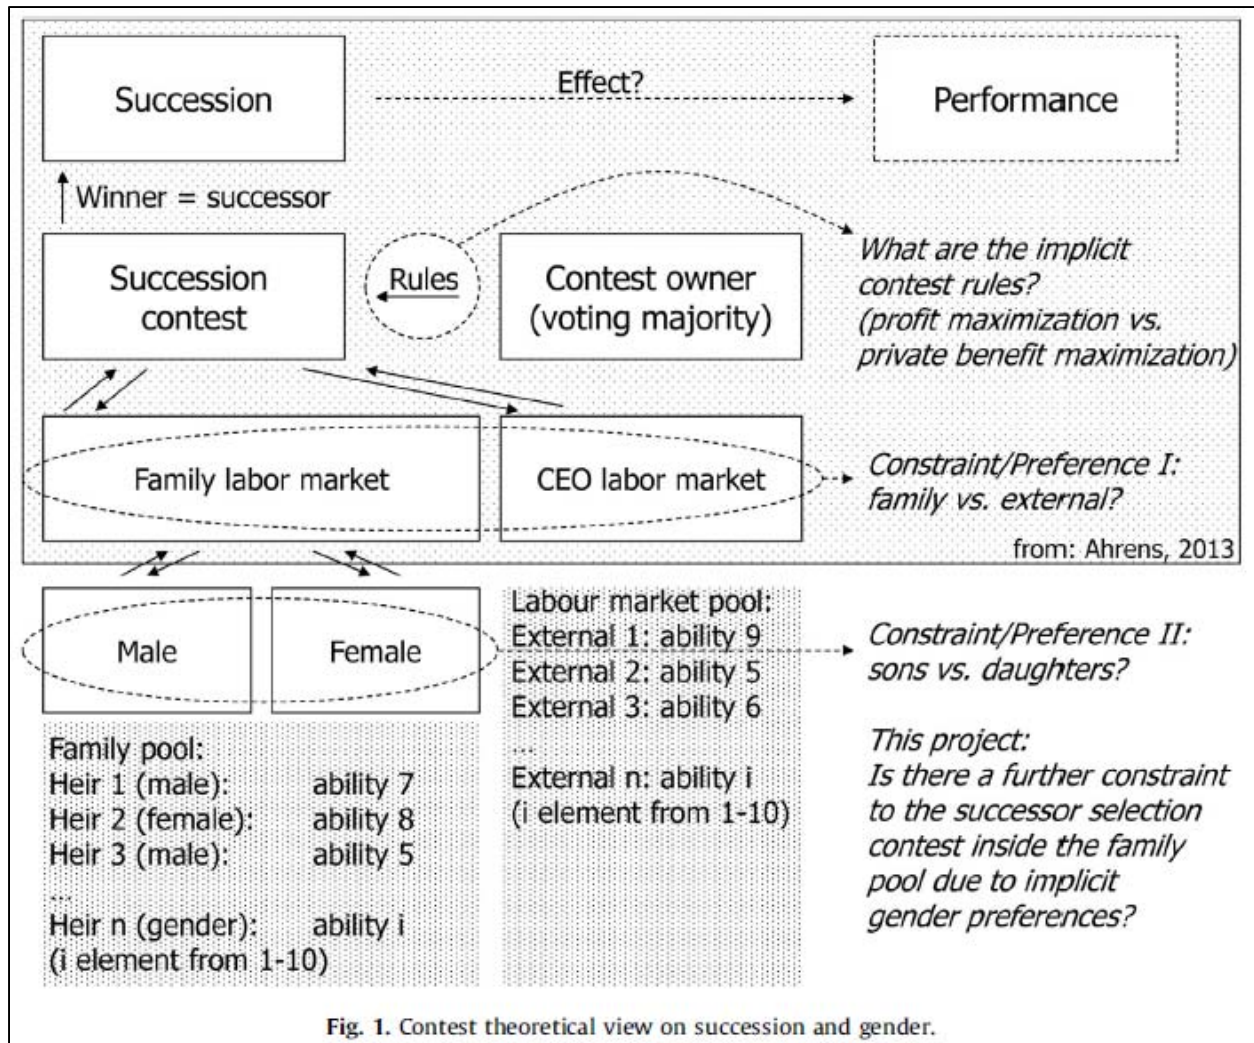 Succession
Effect?
Performance
Winner = successor
Succession
contest
Rules
Contest owner
(voting majority)
What are the implicit
contest rules?
(profit maximization vs.
private benefit maximization)
Family labor market
CEO labor market
Constraint/Preference I:
family vs. external?
from: Ahrens, 2013
Male
Female
Labour market pool:
External 1: ability 9
External 2: ability 5
External 3: ability 6
...
External n: ability i
(i element from 1-10)
Constraint/Preference II:
sons vs. daughters?
Family pool:
Heir 1 (male): ability 7
Heir 2 (female): ability 8
Heir 3 (male): ability 5
...
Heir n (gender): ability i
(i element from 1-10)
This project:
Is there a further constraint
to the successor selection
contest inside the family
pool due to implicit
gender preferences?
Fig. 1. Contest theoretical view on succession and gender.